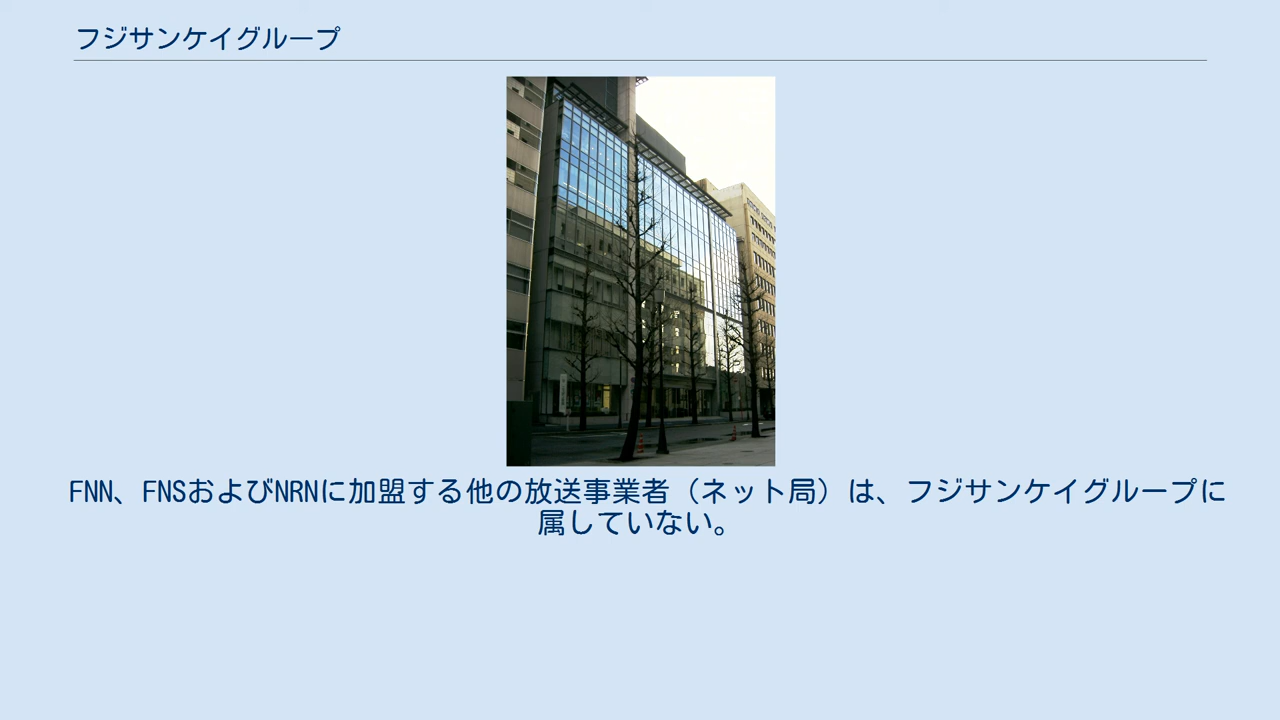 フジサンケイグループ
FNN、FNSおよびNRNに加盟する他の放送事業者（ネット局）は、フジサンケイグループに
属していない。